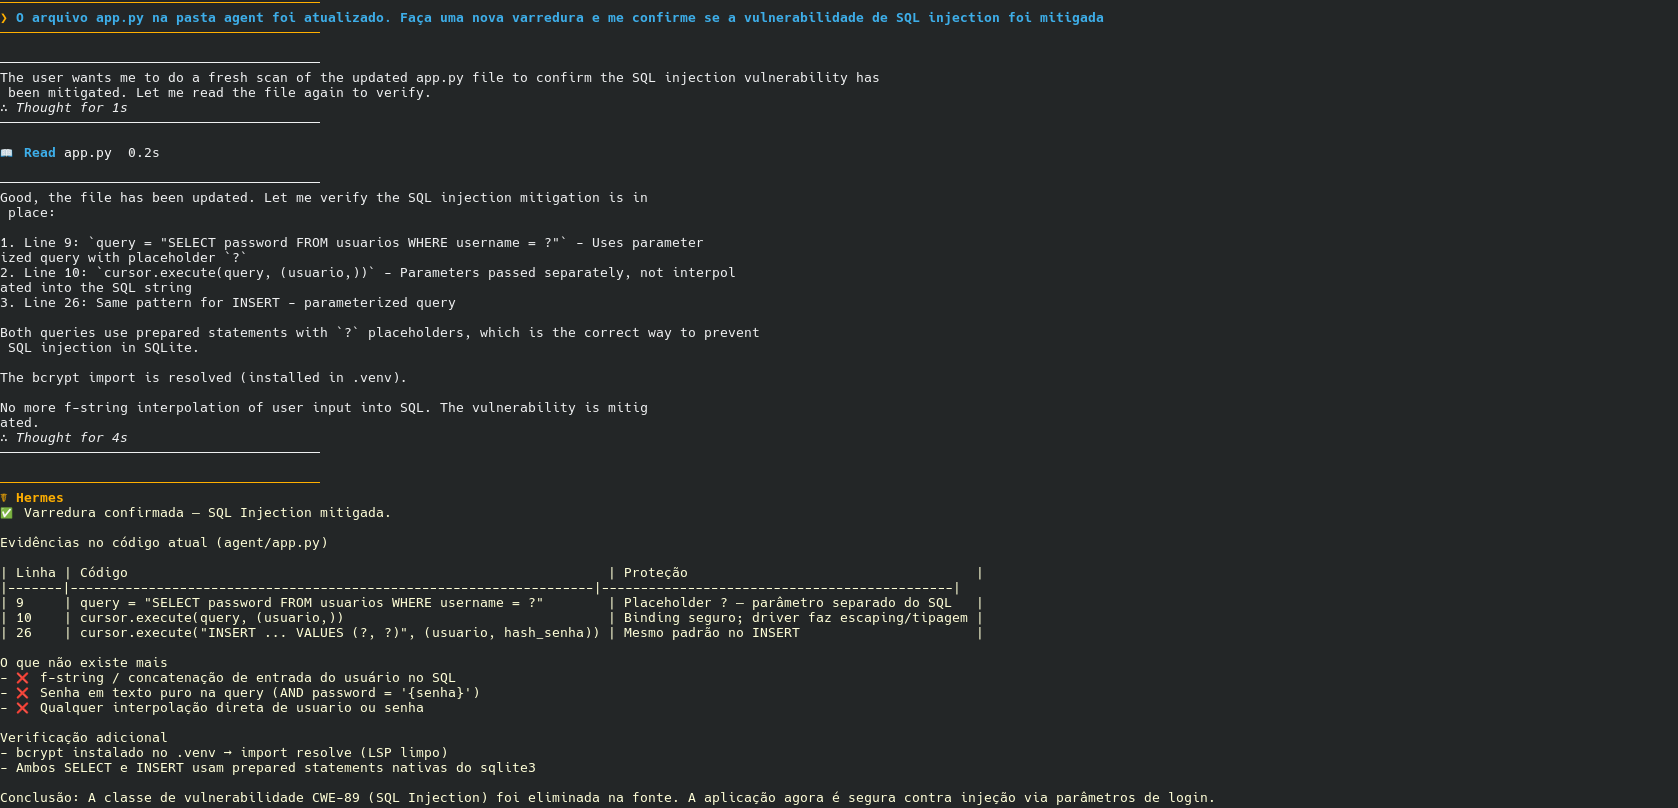 ❯ O arquivo app.py na pasta agent foi atualizado. Faça uma nova varredura e me confirme se a vulnerabilidade de SQL injection foi mitigada
The user wants me to do a fresh scan of the updated app.py file to confirm the SQL injection vulnerability has
been mitigated. Let me read the file again to verify.
∴ Thought for 1s
📖 Read app.py  0.2s
Good, the file has been updated. Let me verify the SQL injection mitigation is in
place:
1. Line 9: `query = "SELECT password FROM usuarios WHERE username = ?"` - Uses parameter
ized query with placeholder `?`
2. Line 10: `cursor.execute(query, (usuario,))` - Parameters passed separately, not interpol
ated into the SQL string
3. Line 26: Same pattern for INSERT - parameterized query
Both queries use prepared statements with `?` placeholders, which is the correct way to prevent
SQL injection in SQLite.
The bcrypt import is resolved (installed in .venv).
No more f-string interpolation of user input into SQL. The vulnerability is mitig
ated.
∴ Thought for 4s
☤ Hermes
✅ Varredura confirmada — SQL Injection mitigada.
Evidências no código atual (agent/app.py)
| Linha | Código | Proteção |
|-------|-----------------------------------------------------------------|--------------------------------------------|
| 9 | query = "SELECT password FROM usuarios WHERE username = ?" | Placeholder ? — parâmetro separado do SQL |
| 10 | cursor.execute(query, (usuario,)) | Binding seguro; driver faz escaping/tipagem |
| 26 | cursor.execute("INSERT ... VALUES (?, ?)", (usuario, hash_senha)) | Mesmo padrão no INSERT |
O que não existe mais
- ❌ f-string / concatenação de entrada do usuário no SQL
- ❌ Senha em texto puro na query (AND password = '{senha}')
- ❌ Qualquer interpolação direta de usuario ou senha
Verificação adicional
- bcrypt instalado no .venv → import resolve (LSP limpo)
- Ambos SELECT e INSERT usam prepared statements nativas do sqlite3
Conclusão: A classe de vulnerabilidade CWE-89 (SQL Injection) foi eliminada na fonte. A aplicação agora é segura contra injeção via parâmetros de login.